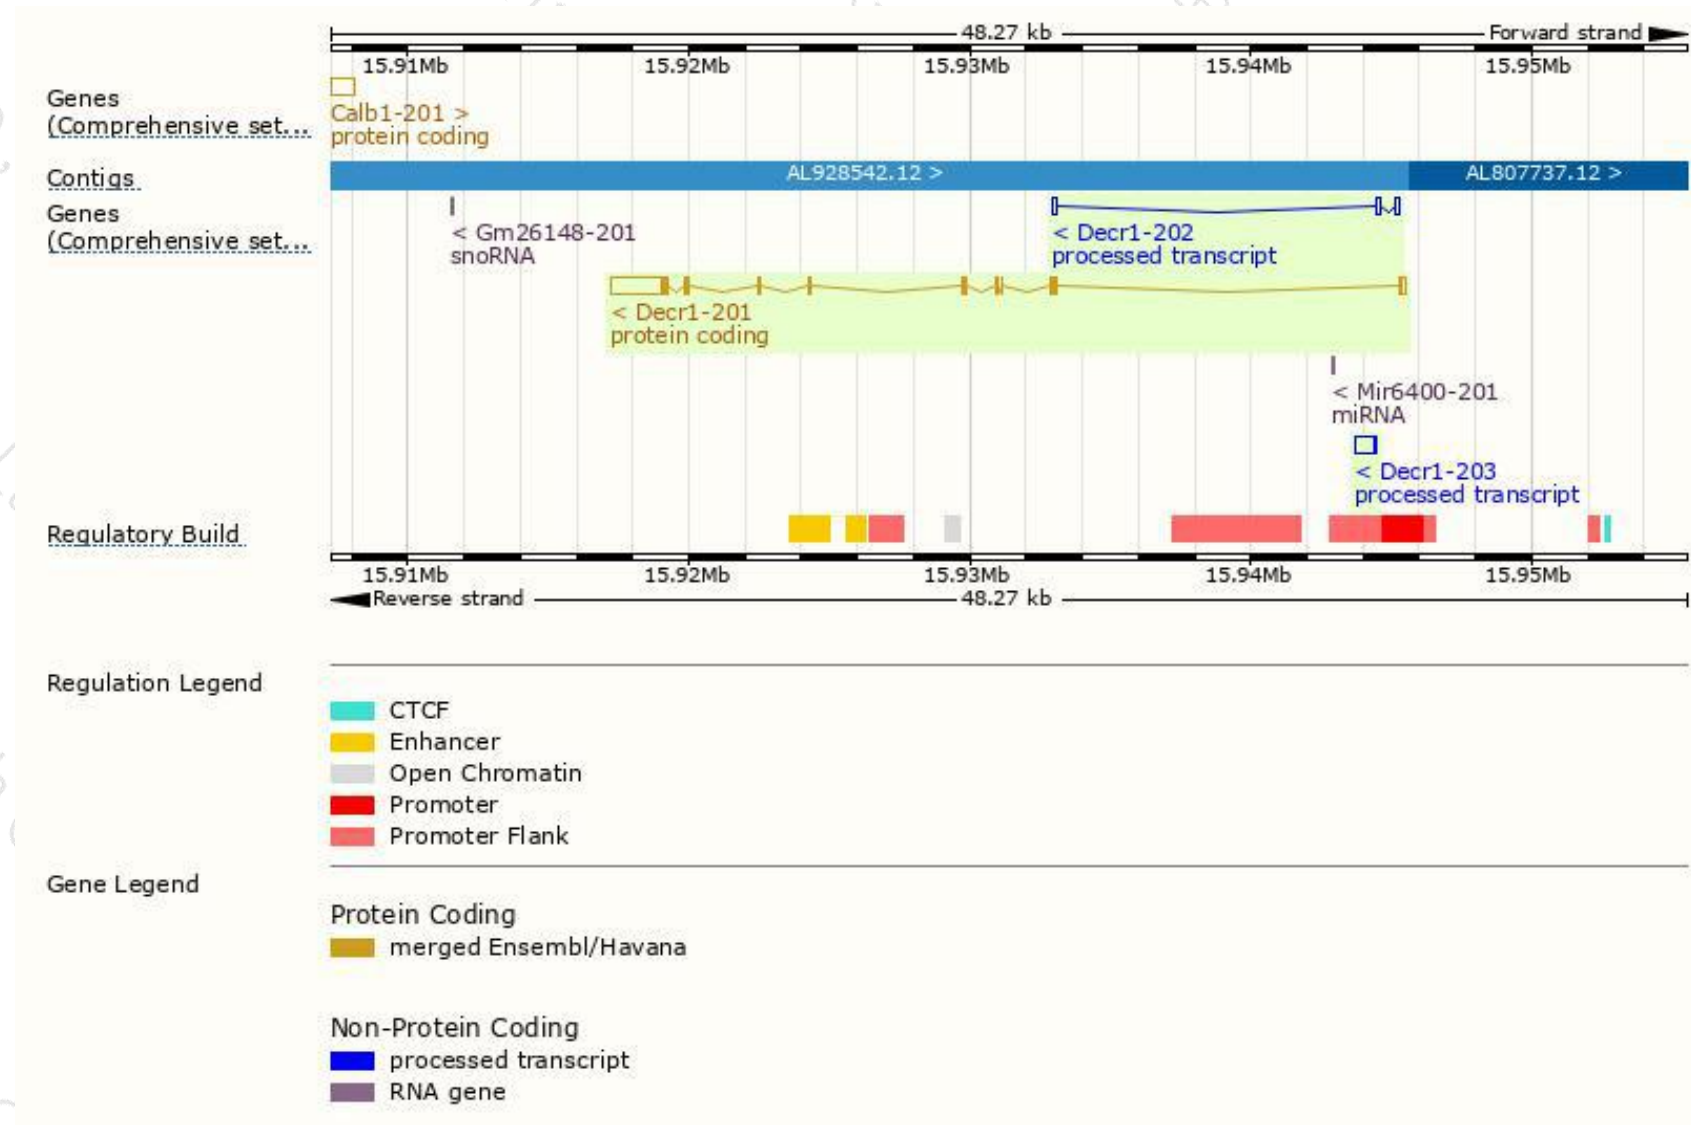 48.27 kb
Forward strand
15.91Mb 15.92Mb 15.93Mb 15.94Mb 15.95Mb
Genes
(Comprehensive set...
Calb1-201 >
protein coding
Contigs
AL928542.12 >
AL807737.12 >
Genes
(Comprehensive set...
< Gm26148-201
snoRNA
< Decr1-202
processed transcript
< Decr1-201
protein coding
< Mir6400-201
miRNA
< Decr1-203
processed transcript
Regulatory Build
15.91Mb 15.92Mb 15.93Mb 15.94Mb 15.95Mb
Reverse strand
48.27 kb
Regulation Legend
CTCF
Enhancer
Open Chromatin
Promoter
Promoter Flank
Gene Legend
Protein Coding
merged Ensembl/Havana
Non-Protein Coding
processed transcript
RNA gene